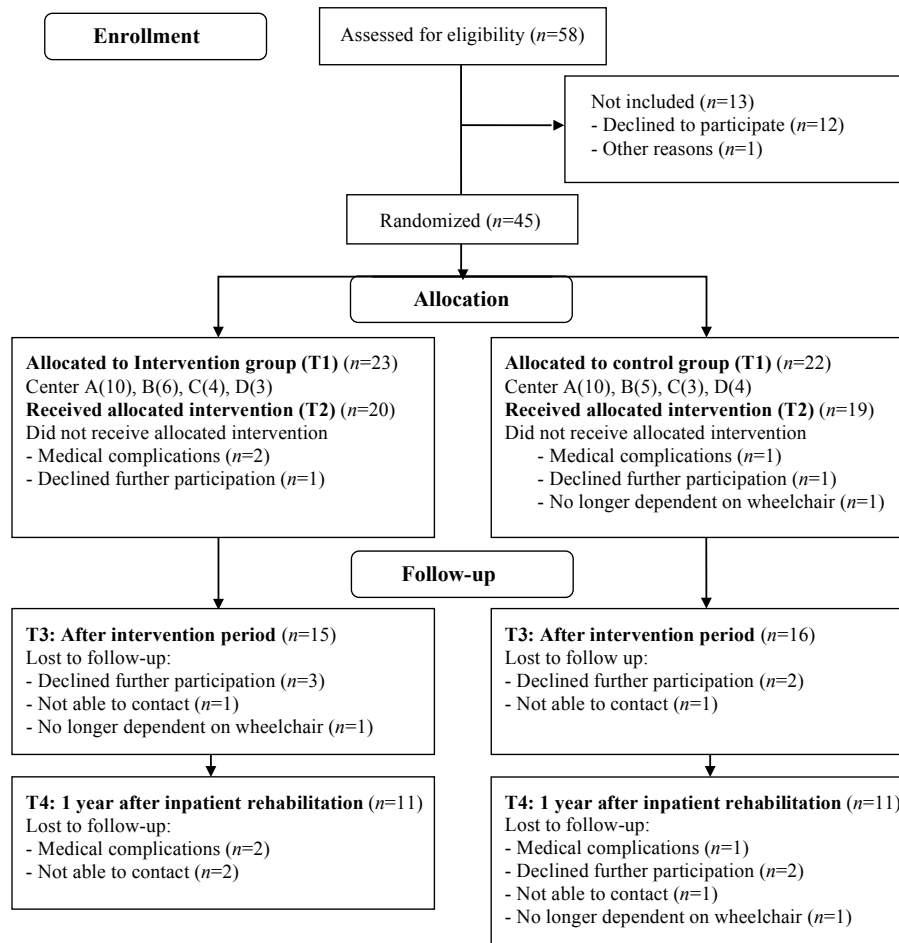 Enrollment
Assessed for eligibility (n=58)
Not included (n=13)
- Declined to participate (n=12)
- Other reasons (n=1)
Randomized (n=45)
Allocation
Allocated to Intervention group (T1) (n=23)
Center A(10), B(6), C(4), D(3)
Received allocated intervention (T2) (n=20)
Did not receive allocated intervention
- Medical complications (n=2)
- Declined further participation (n=1)
Allocated to control group (T1) (n=22)
Center A(10), B(5), C(3), D(4)
Received allocated intervention (T2) (n=19)
Did not receive allocated intervention
- Medical complications (n=1)
- Declined further participation (n=1)
- No longer dependent on wheelchair (n=1)
Follow-up
T3: After intervention period (n=15)
Lost to follow-up:
- Declined further participation (n=3)
- Not able to contact (n=1)
- No longer dependent on wheelchair (n=1)
T3: After intervention period (n=16)
Lost to follow up:
- Declined further participation (n=2)
- Not able to contact (n=1)
T4: 1 year after inpatient rehabilitation (n=11)
Lost to follow-up:
- Medical complications (n=2)
- Not able to contact (n=2)
T4: 1 year after inpatient rehabilitation (n=11)
Lost to follow-up:
- Medical complications (n=1)
- Declined further participation (n=2)
- Not able to contact (n=1)
- No longer dependent on wheelchair (n=1)